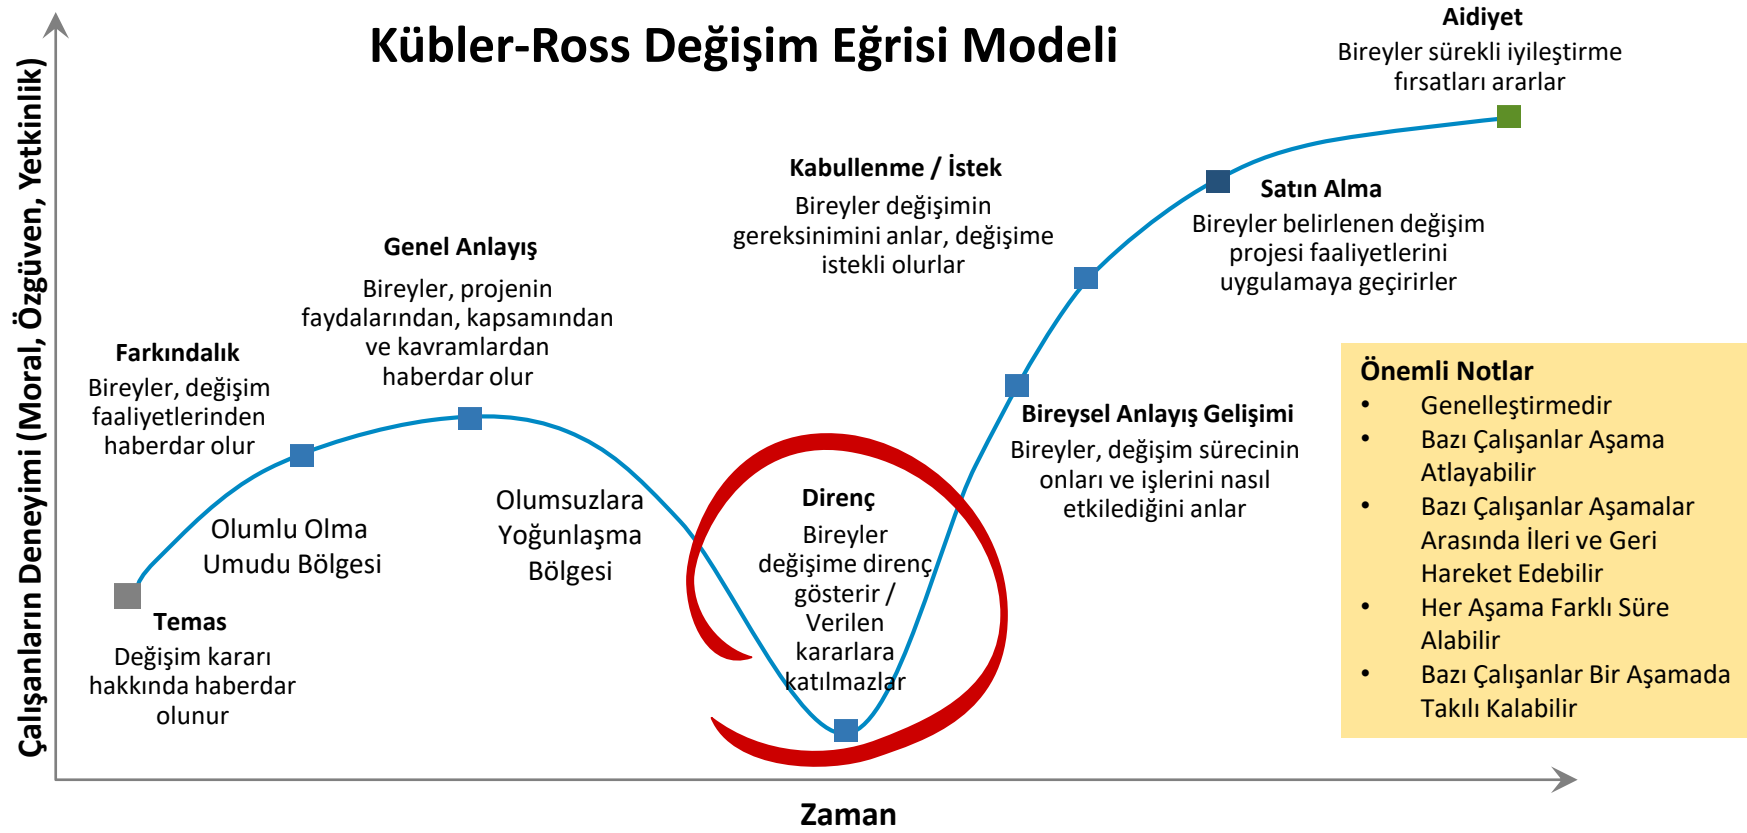 Kübler-Ross Değişim Eğrisi Modeli
Çalışanların Deneyimi (Moral, Özgüven, Yetkinlik)
Temas
Değişim kararı
hakkında haberdar
olunur
Farkındalık
Bireyler, değişim
faaliyetlerinden
haberdar olur
Olumlu Olma
Umudu Bölgesi
Genel Anlayış
Bireyler, projenin
faydalarından, kapsamından
ve kavramlardan
haberdar olur
Olumsuzlara
Yoğunlaşma
Bölgesi
Direnç
Bireyler
değişime direnç
gösterir /
Verilen
kararlara
katılmazlar
Bireysel Anlayış Gelişimi
Bireyler, değişim sürecinin
onları ve işlerini nasıl
etkilediğini anlar
Kabullenme / İstek
Bireyler değişimin
gereksinimini anlar, değişime
istekli olurlar
Satın Alma
Bireyler belirlenen değişim
projesi faaliyetlerini
uygulamaya geçirirler
Aidiyet
Bireyler sürekli iyileştirme
fırsatları ararlar
Önemli Notlar
• Genelleştirmedir
• Bazı Çalışanlar Aşama
Atlayabilir
• Bazı Çalışanlar Aşamalar
Arasında İleri ve Geri
Hareket Edebilir
• Her Aşama Farklı Süre
Alabilir
• Bazı Çalışanlar Bir Aşamada
Takılı Kalabilir
Zaman